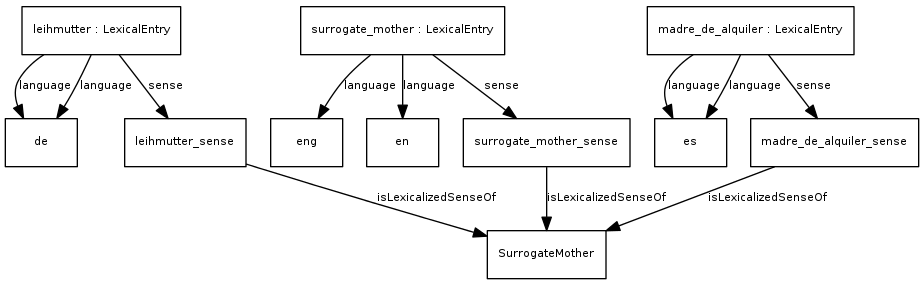 leihmutter : LexicalEntry
surrogate_mother : LexicalEntry
madre_de_alquiler : LexicalEntry
language
language
sense
language
language
sense
language
language
sense
de
leihmutter_sense
eng
en
surrogate_mother_sense
es
madre_de_alquiler_sense
isLexicalizedSenseOf
isLexicalizedSenseOf
isLexicalizedSenseOf
SurrogateMother